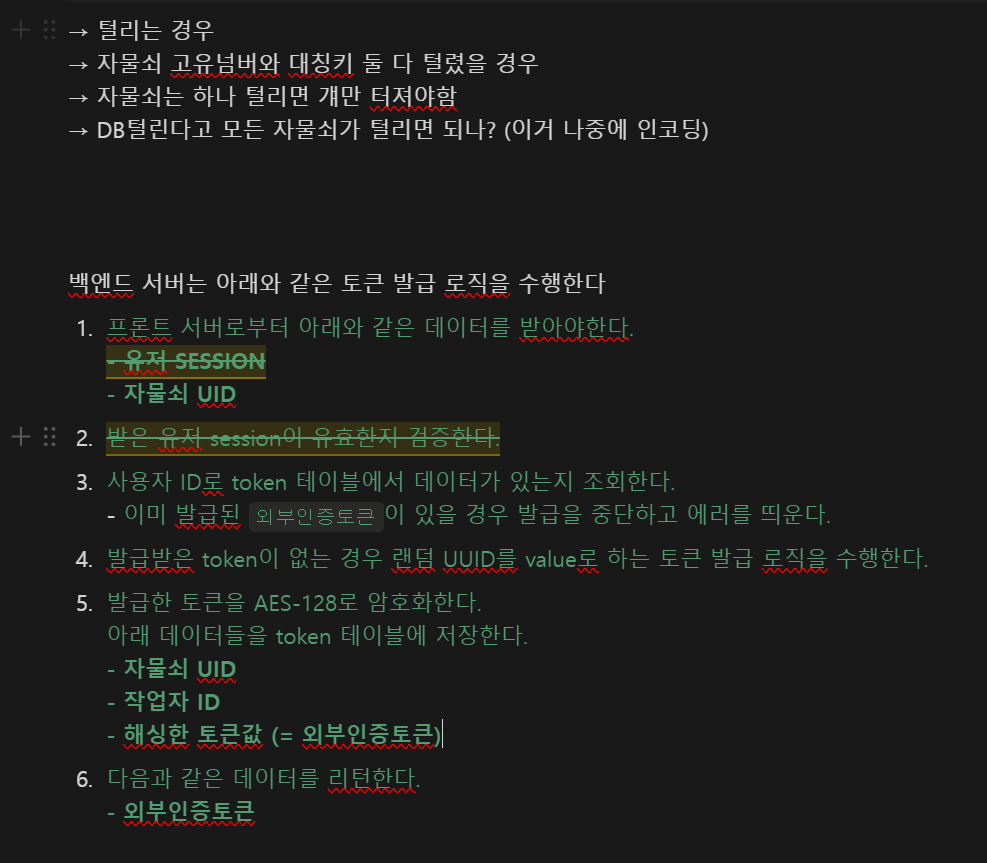 → 털리는 경우
→ 자물쇠 고유넘버와 대칭키 둘 다 털렸을 경우
→ 자물쇠는 하나 털리면 걔만 터져야함
→ DB털린다고 모든 자물쇠가 털리면 되나? (이거 나중에 인코딩)
백엔드 서버는 아래와 같은 토큰 발급 로직을 수행한다
1. 프론트 서버로부터 아래와 같은 데이터를 받아야한다.
- 유저 SESSION
- 자물쇠 UID
2. 받은 유저 session이 유효한지 검증한다.
3. 사용자 ID로 token 테이블에서 데이터가 있는지 조회한다.
- 이미 발급된 외부인증토큰이 있을 경우 발급을 중단하고 에러를 띄운다.
4. 발급받은 token이 없는 경우 랜덤 UUID를 value로 하는 토큰 발급 로직을 수행한다.
5. 발급한 토큰을 AES-128로 암호화한다.
아래 데이터들을 token 테이블에 저장한다.
- 자물쇠 UID
- 작업자 ID
- 해싱한 토큰값 (= 외부인증토큰)
6. 다음과 같은 데이터를 리턴한다.
- 외부인증토큰